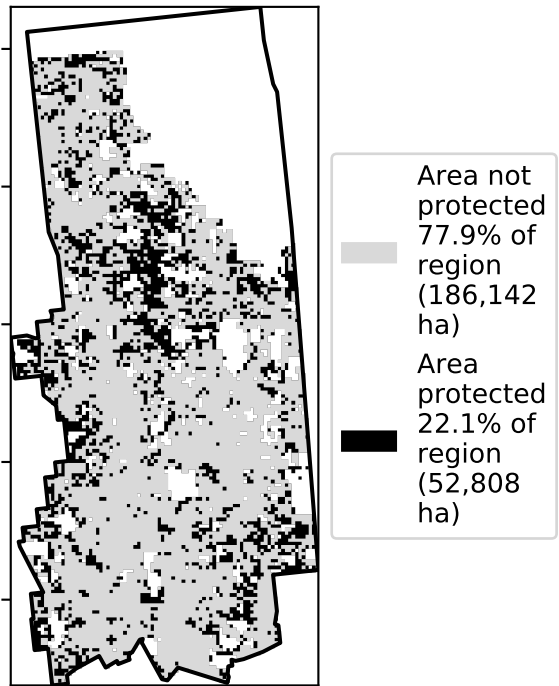 Area not
protected
77.9% of
region
(186,142
ha)
Area
protected
22.1% of
region
(52,808
ha)